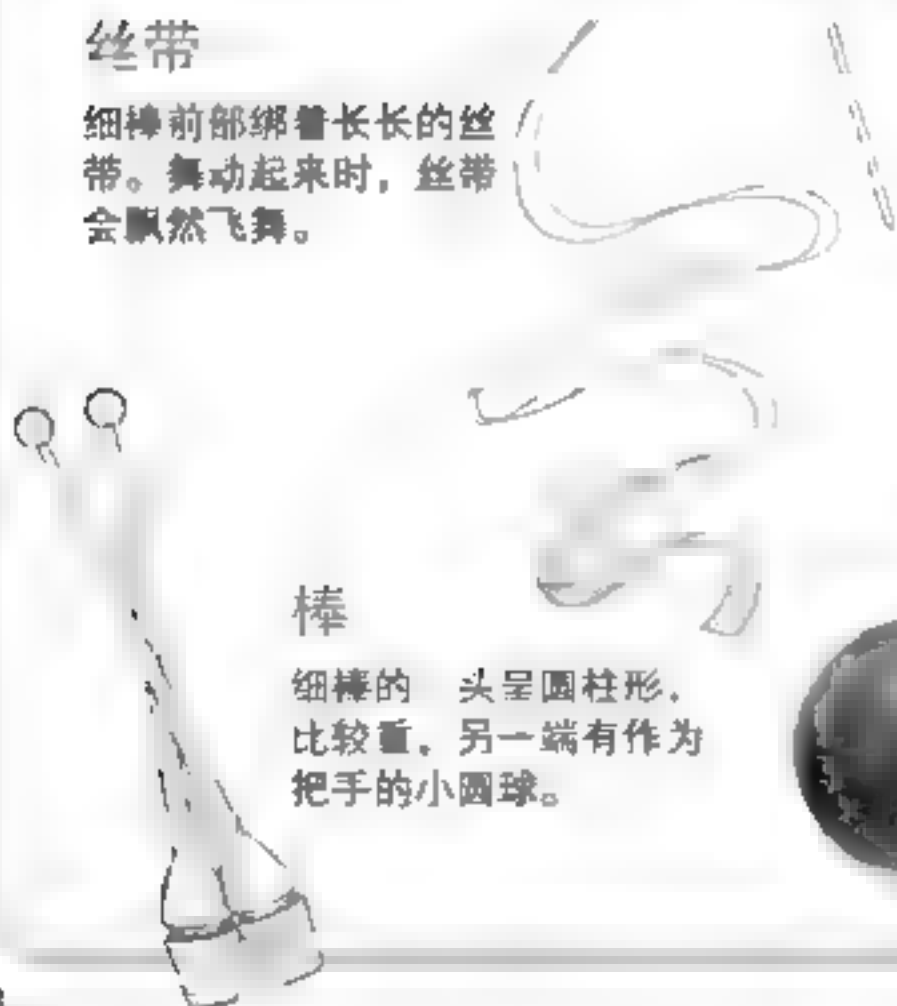 丝带
细棒前部绑着长长的丝
带。舞动起来时，丝带
会飘然飞舞。
棒
细棒的 头呈圆柱形，
比较重，另一端有作为
把手的小圆球。